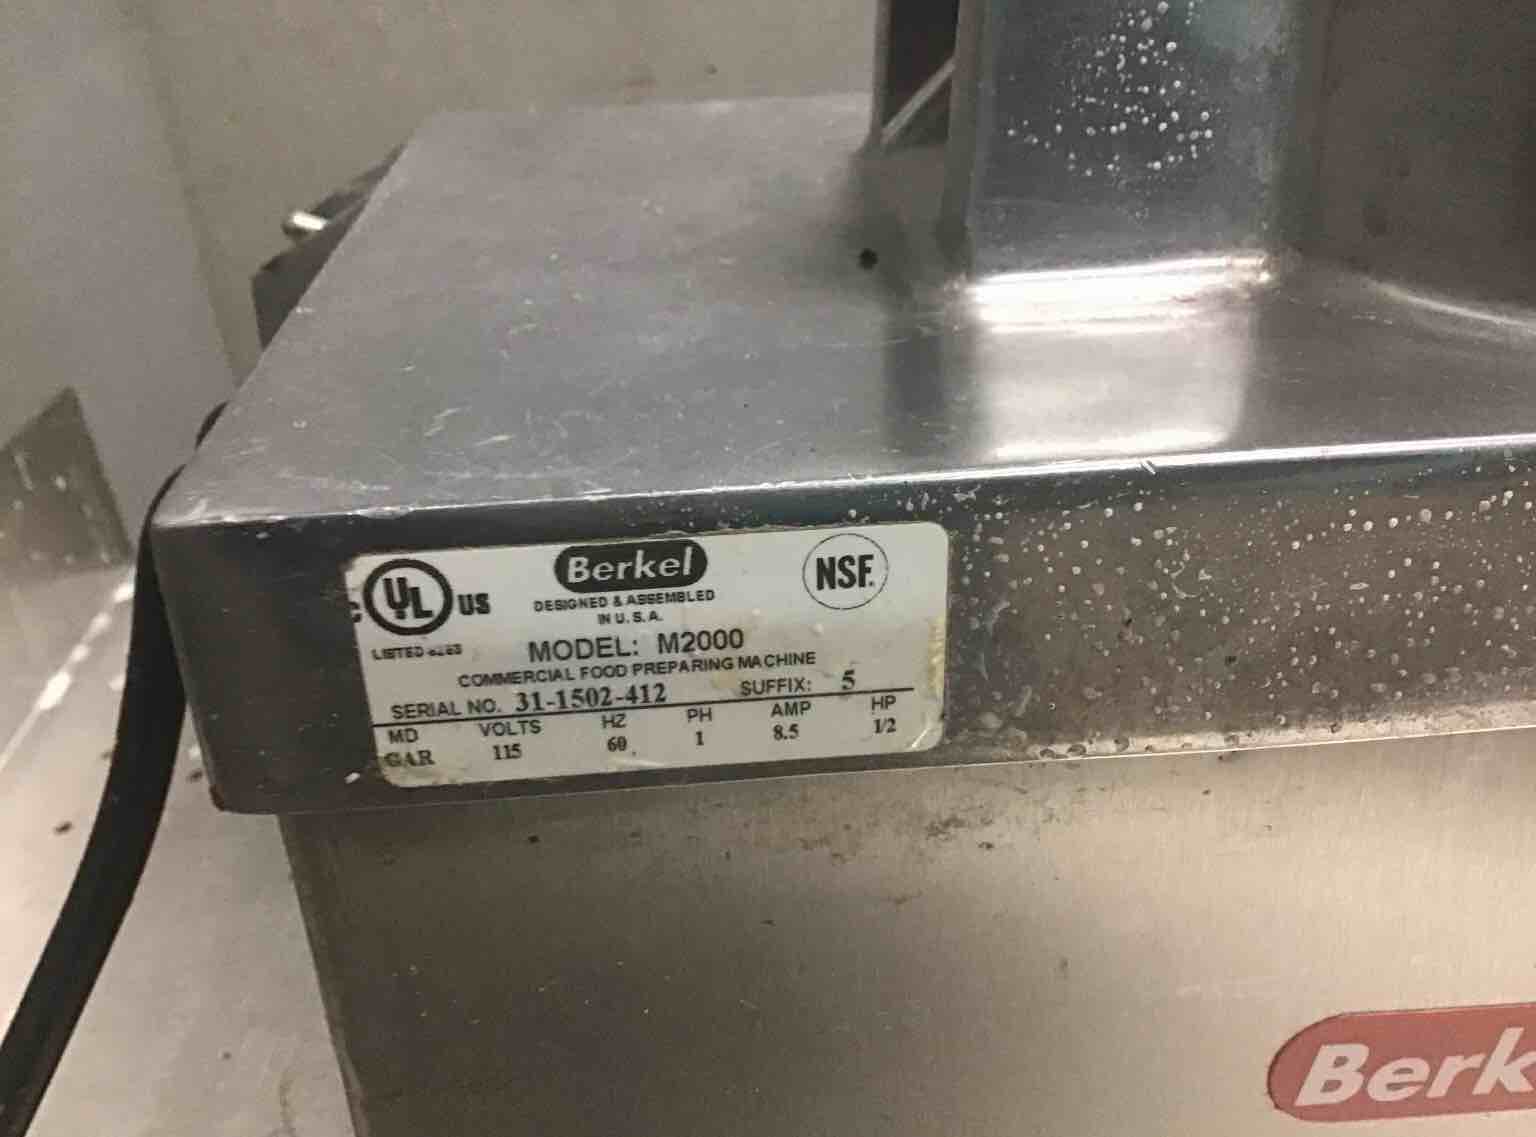 Berkel
DESIGNED & ASSEMBLED
IN U.S.A.
c UL US
LISTED
NSF.
MODEL: M2000
COMMERCIAL FOOD PREPARING MACHINE
SERIAL NO. 31-1502-412 SUFFIX: 5
MD VOLTS HZ PH AMP HP
GAR 115 60 1 8.5 1/2
Berk